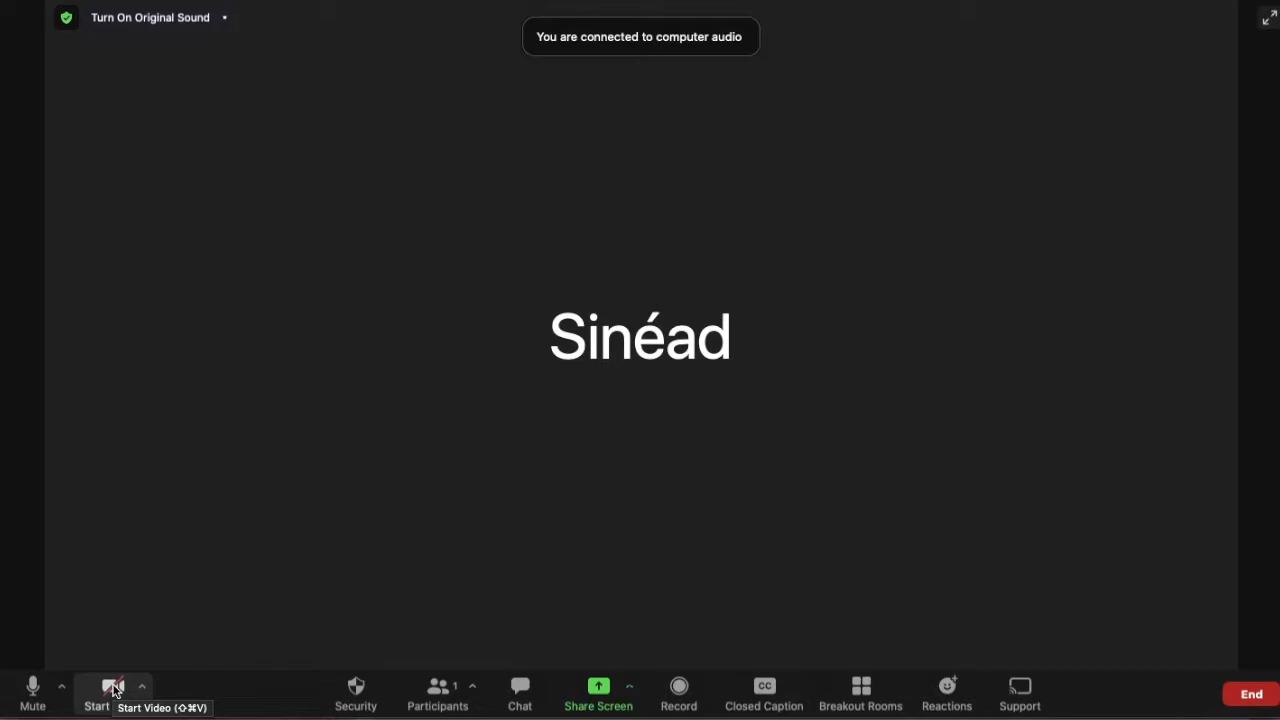 Turn On Original Sound
You are connected to computer audio
Sinéad
Mute
Start
Start Video (⇧⌘V)
Security
Participants
1
Chat
Share Screen
Record
CC
Closed Caption
Breakout Rooms
Reactions
Support
End